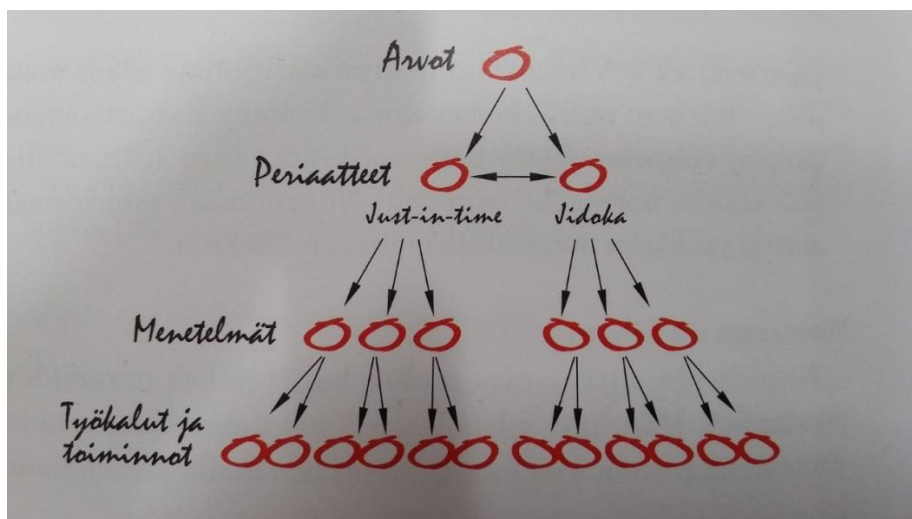 Arvot
Periaatteet
Just-in-time
Jidoka
Menetelmät
Työkalut ja
toiminnot